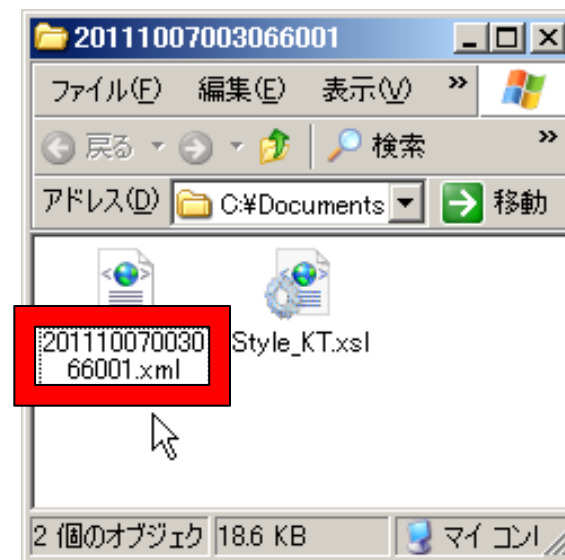 20111007003066001
ファイル(F) 編集(E) 表示(V) »
戻る 検索 »
アドレス(D) C:¥Documents 移動
201110070030
66001.xml
Style_KT.xsl
2 個のオブジェク 18.6 KB マイ コンl